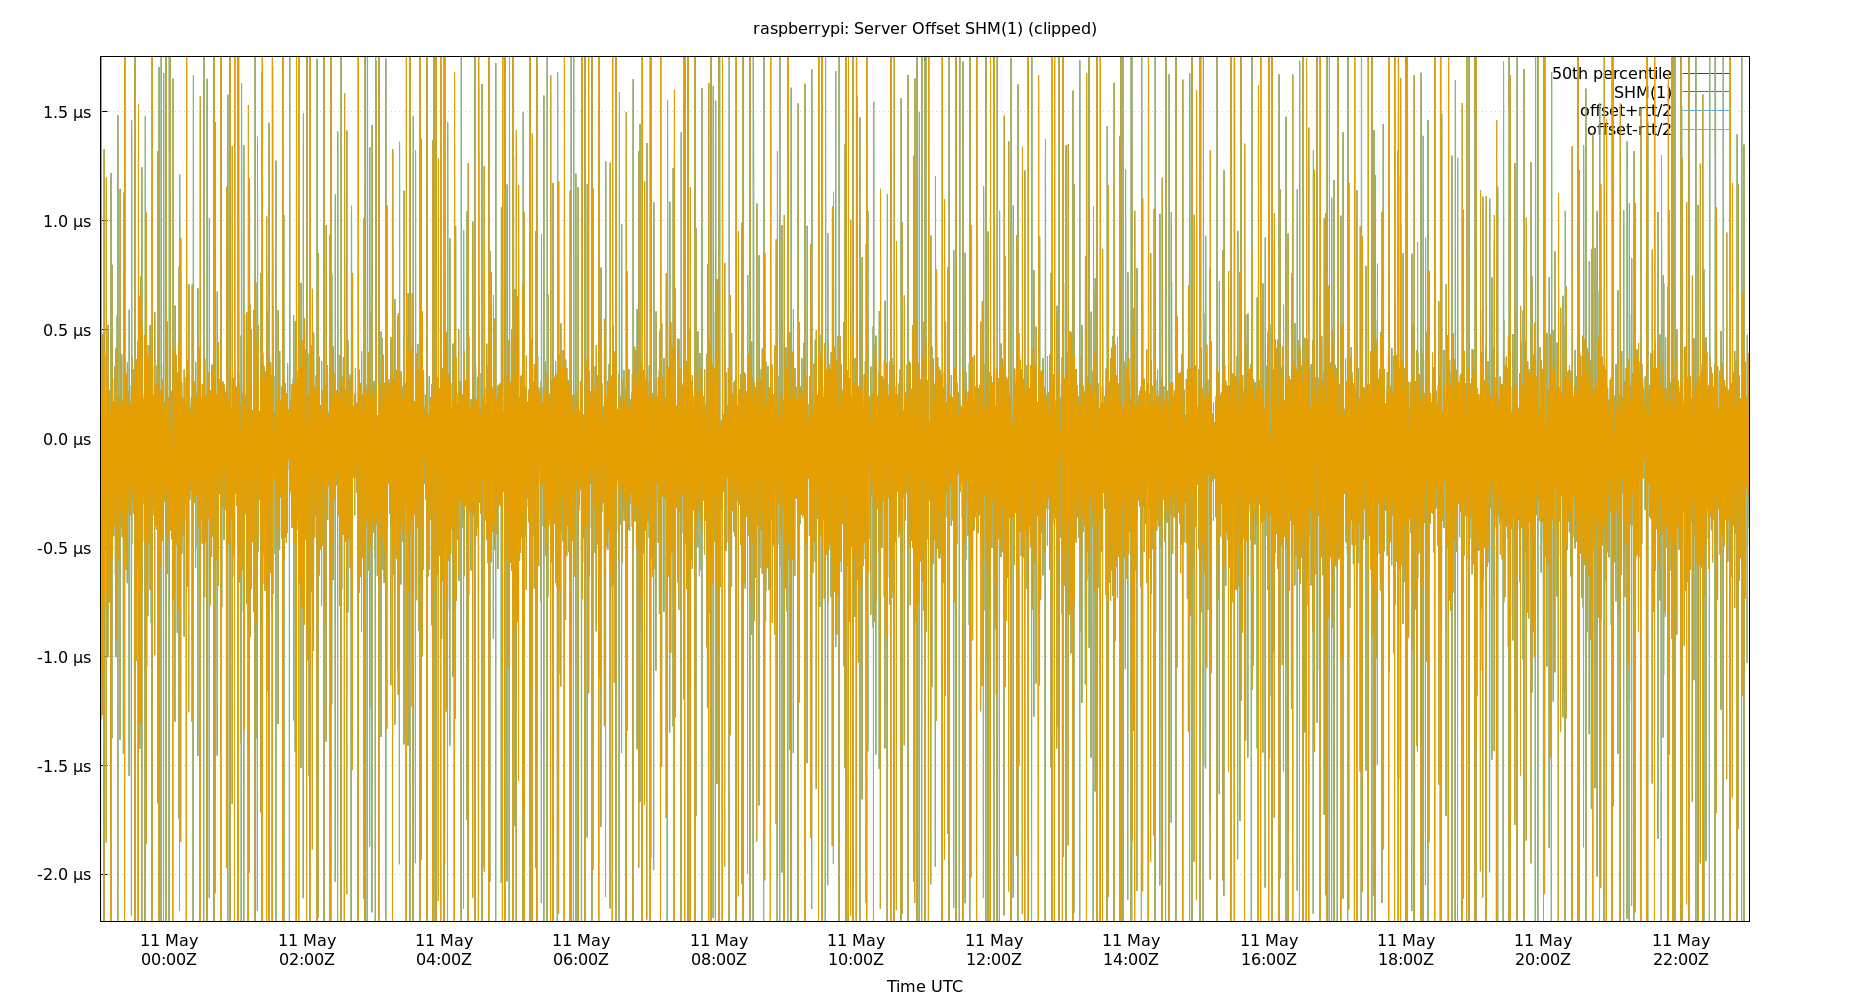 raspberrypi: Server Offset SHM(1) (clipped)
50th percentile
SHM(1)
offset+rtt/2
offset-rtt/2
1.5 µs
1.0 µs
0.5 µs
0.0 µs
-0.5 µs
-1.0 µs
-1.5 µs
-2.0 µs
11 May 11 May 11 May 11 May 11 May 11 May 11 May 11 May 11 May 11 May 11 May 11 May
00:00Z 02:00Z 04:00Z 06:00Z 08:00Z 10:00Z 12:00Z 14:00Z 16:00Z 18:00Z 20:00Z 22:00Z
Time UTC